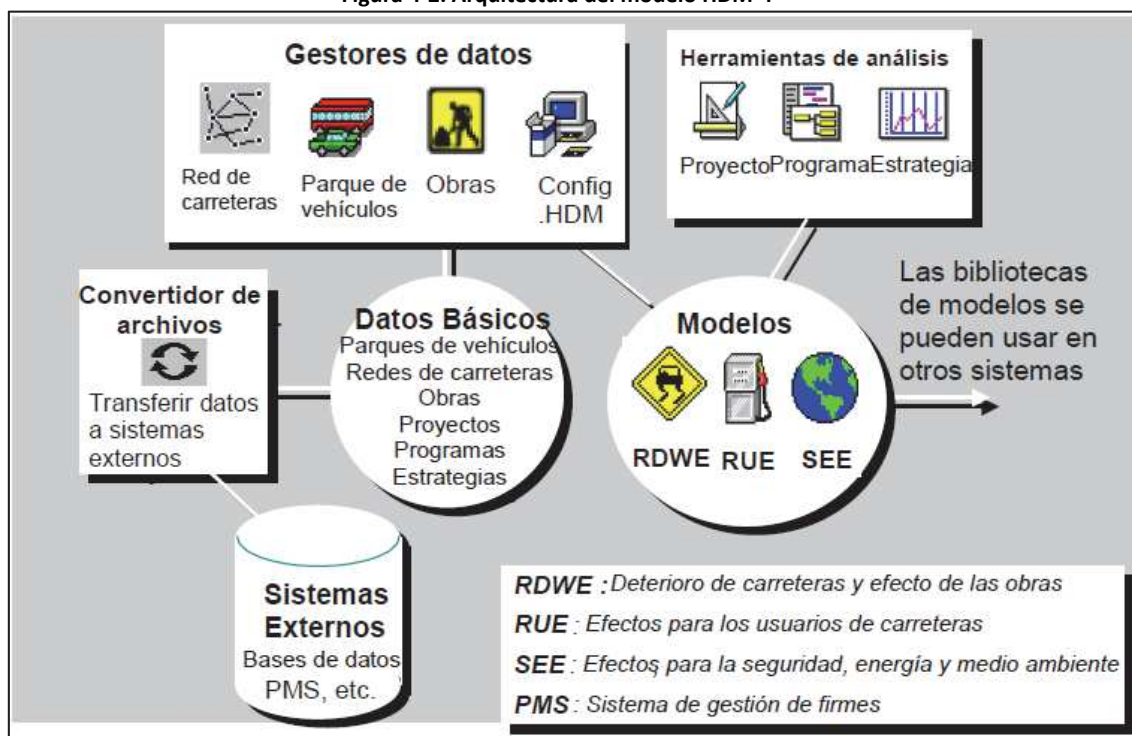 Gestores de datos
Red de
carreteras
Parque de
vehículos
Obras
Config
.HDM
Herramientas de análisis
Proyecto
Programa
Estrategia
Convertidor de
archivos
Transferir datos
a sistemas
externos
Datos Básicos
Parques de vehículos
Redes de carreteras
Obras
Proyectos
Programas
Estrategias
Modelos
RDWE
RUE
SEE
Las bibliotecas
de modelos se
pueden usar en
otros sistemas
Sistemas
Externos
Bases de datos
PMS, etc.
RDWE : Deterioro de carreteras y efecto de las obras
RUE : Efectos para los usuarios de carreteras
SEE : Efectos para la seguridad, energía y medio ambiente
PMS : Sistema de gestión de firmes